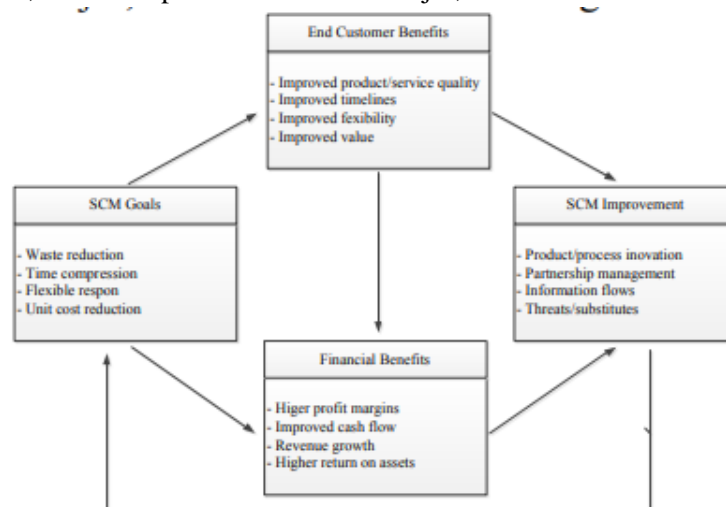 End Customer Benefits
- Improved product/service quality
- Improved timelines
- Improved fexibility
- Improved value
SCM Goals
- Waste reduction
- Time compression
- Flexible respon
- Unit cost reduction
SCM Improvement
- Product/process inovation
- Partnership management
- Information flows
- Threats/substitutes
Financial Benefits
- Higer profit margins
- Improved cash flow
- Revenue growth
- Higher return on assets